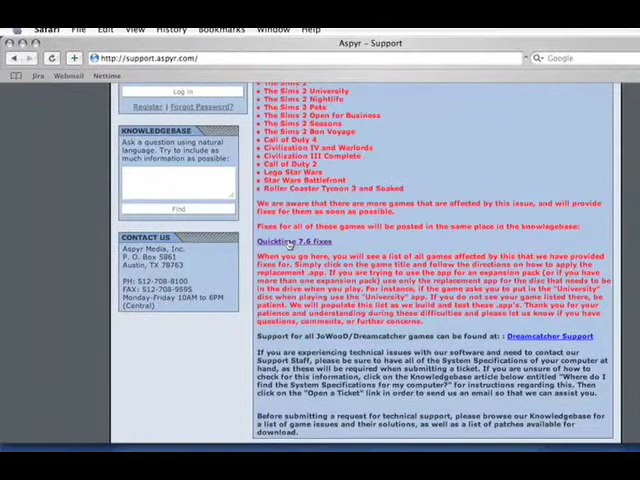 Safari File Edit View History Bookmarks Window Help
Aspyr – Support
http://support.aspyr.com/
Google
Jira Webmail Nettime
Log In
Register | Forgot Password?
KNOWLEDGEBASE
Ask a question using natural
language. Try to include as
much information as possible:
Find
CONTACT US
Aspyr Media, Inc.
P. O. Box 5861
Austin, TX 78763
PH: 512-708-8100
FAX: 512-708-9595
Monday-Friday 10AM to 6PM
(Central)
The Sims 2
The Sims 2 University
The Sims 2 Nightlife
The Sims 2 Pets
The Sims 2 Open for Business
The Sims 2 Seasons
The Sims 2 Bon Voyage
Call of Duty 4
Civilization IV and Warlords
Civilization III Complete
Call of Duty 2
Lego Star Wars
Star Wars Battlefront
Roller Coaster Tycoon 3 and Soaked
We are aware that there are more games that are affected by this issue, and will provide
fixes for them as soon as possible.
Fixes for all of these games will be posted in the same place in the knowlegebase:
Quicktime 7.6 fixes
When you go here, you will see a list of all games affected by this that we have provided
fixes for. Simply click on the game title and follow the directions on how to apply the
replacement .app. If you are trying to use the app for an expansion pack (or if you have
more than one expansion pack) use only the replacement app for the disc that needs to be
in the drive when you play. For instance, if the game asks you to put in the "University"
disc when playing use the "University" app. If you do not see your game listed there, be
patient. We will populate this list as we build and test these .app's. Thank you for your
patience and understanding during these difficulties and please let us know if you have
questions, comments, or further concerns.
Support for all JoWooD/Dreamcatcher games can be found at: : Dreamcatcher Support
If you are experiencing technical issues with our software and need to contact our
Support Staff, please be sure to have all of the System Specifications of your computer at
hand, as these will be required when submitting a ticket. If you are unsure of how to
check for this information, click on the Knowledgebase article below entitled "Where do I
find the System Specifications for my computer?" for instructions regarding this. Then
click on the "Open a Ticket" link in order to send us an email so that we can assist you.
Before submitting a request for technical support, please browse our Knowledgebase for
a list of game issues and their solutions, as well as a list of patches available for
download.